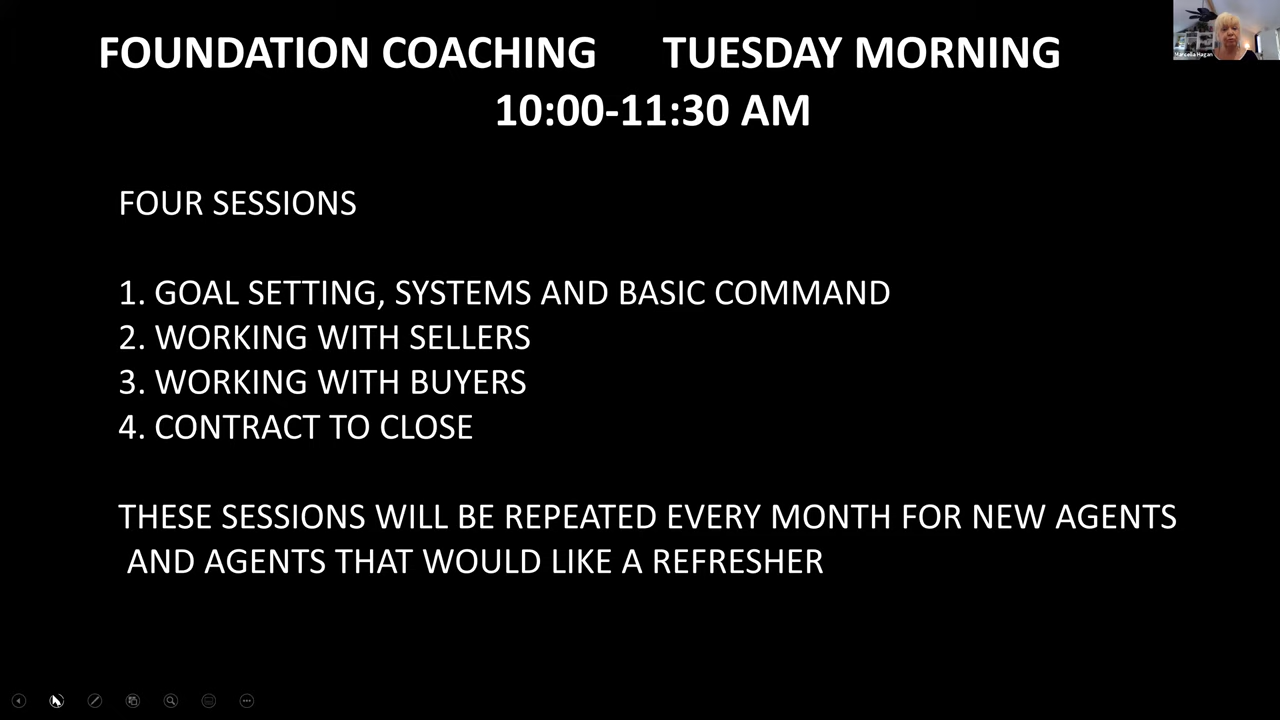 FOUNDATION COACHING TUESDAY MORNING
10:00-11:30 AM
FOUR SESSIONS
1. GOAL SETTING, SYSTEMS AND BASIC COMMAND
2. WORKING WITH SELLERS
3. WORKING WITH BUYERS
4. CONTRACT TO CLOSE
THESE SESSIONS WILL BE REPEATED EVERY MONTH FOR NEW AGENTS
AND AGENTS THAT WOULD LIKE A REFRESHER